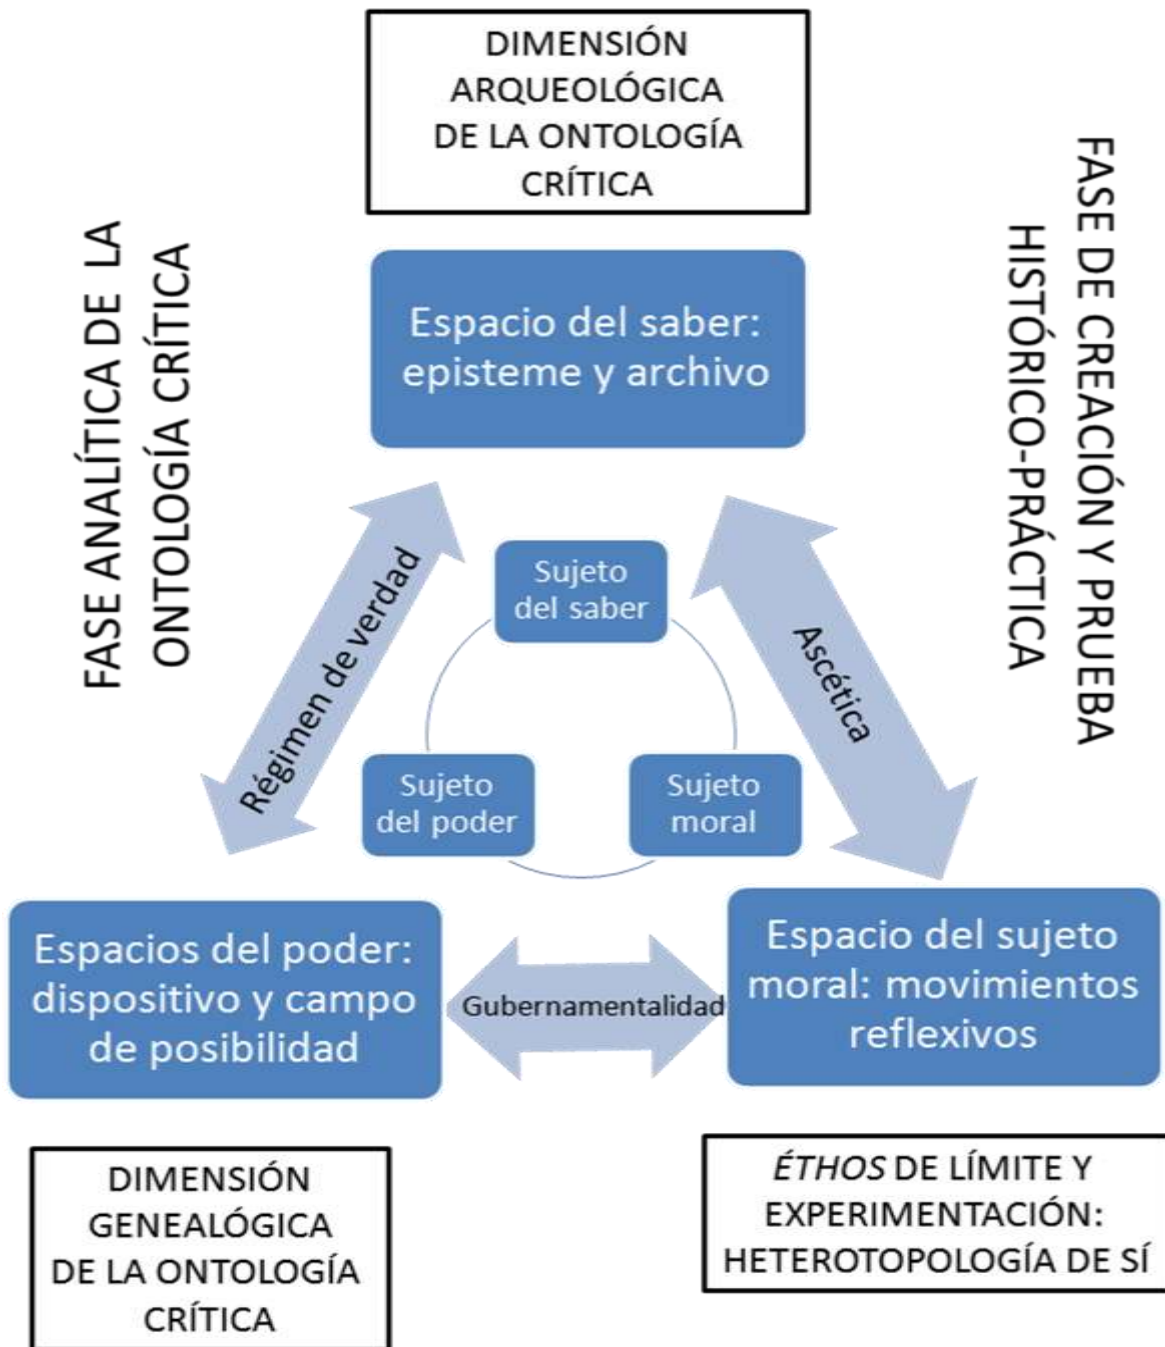 DIMENSIÓN
ARQUEOLÓGICA
DE LA ONTOLOGÍA
CRÍTICA
FASE ANALÍTICA DE LA
ONTOLOGÍA CRÍTICA
FASE DE CREACIÓN Y PRUEBA
HISTÓRICO-PRÁCTICA
Espacio del saber:
episteme y archivo
Régimen de verdad
Ascética
Sujeto
del saber
Sujeto
del poder
Sujeto
moral
Espacios del poder:
dispositivo y campo
de posibilidad
Gubernamentalidad
Espacio del sujeto
moral: movimientos
reflexivos
DIMENSIÓN
GENEALÓGICA
DE LA ONTOLOGÍA
CRÍTICA
ÉTHOS DE LÍMITE Y
EXPERIMENTACIÓN:
HETEROTOPOLOGÍA DE SÍ